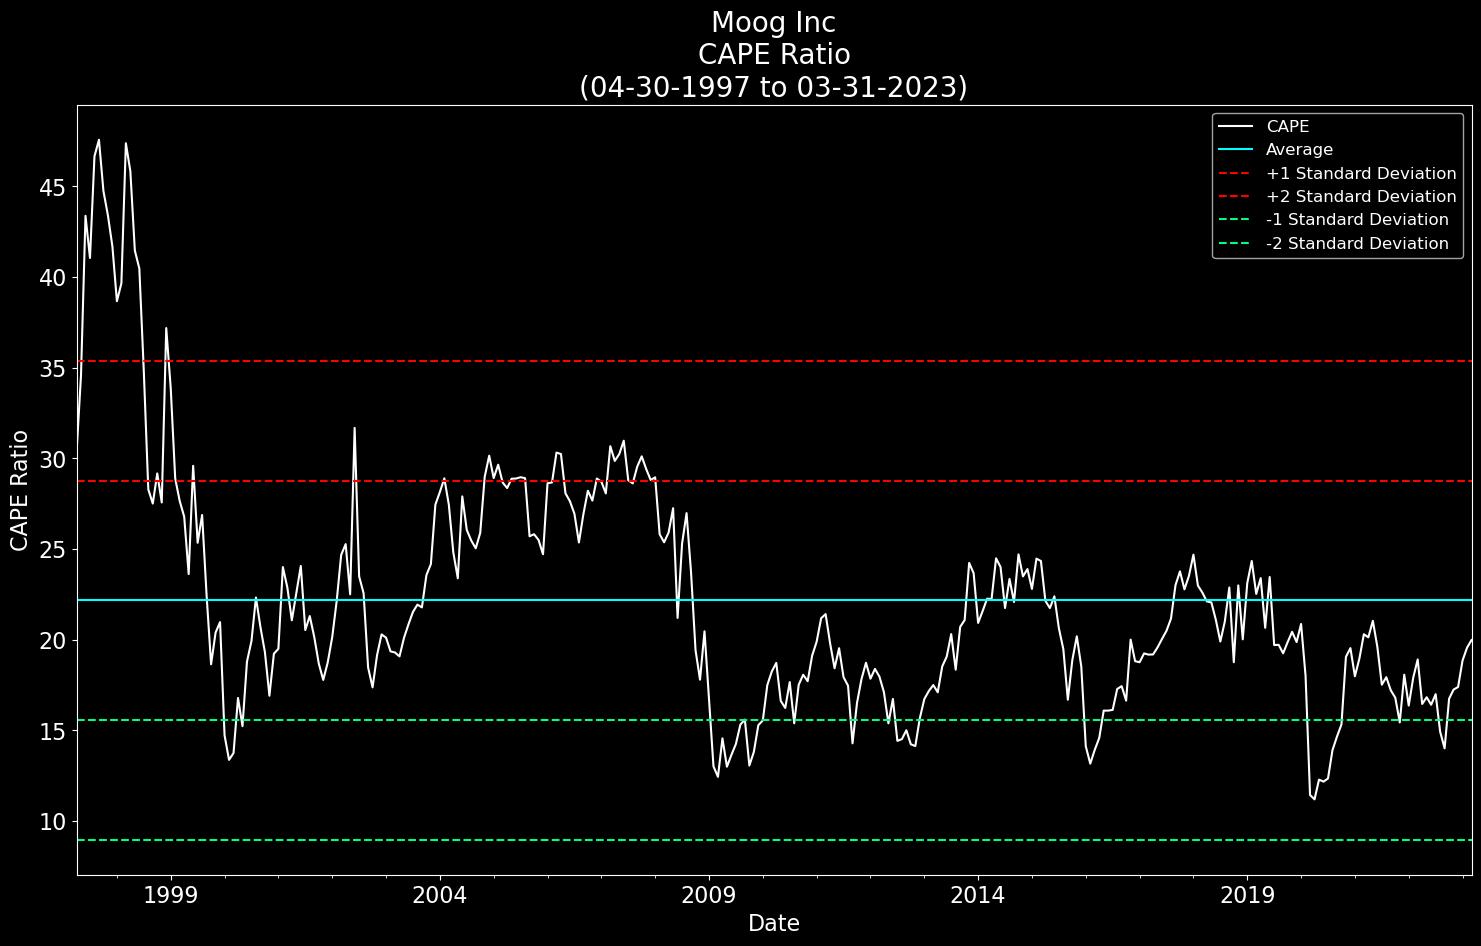 Moog Inc
CAPE Ratio
(04-30-1997 to 03-31-2023)
CAPE
Average
+1 Standard Deviation
+2 Standard Deviation
-1 Standard Deviation
-2 Standard Deviation
CAPE Ratio
45
40
35
30
25
20
15
10
1999
2004
2009
2014
2019
Date